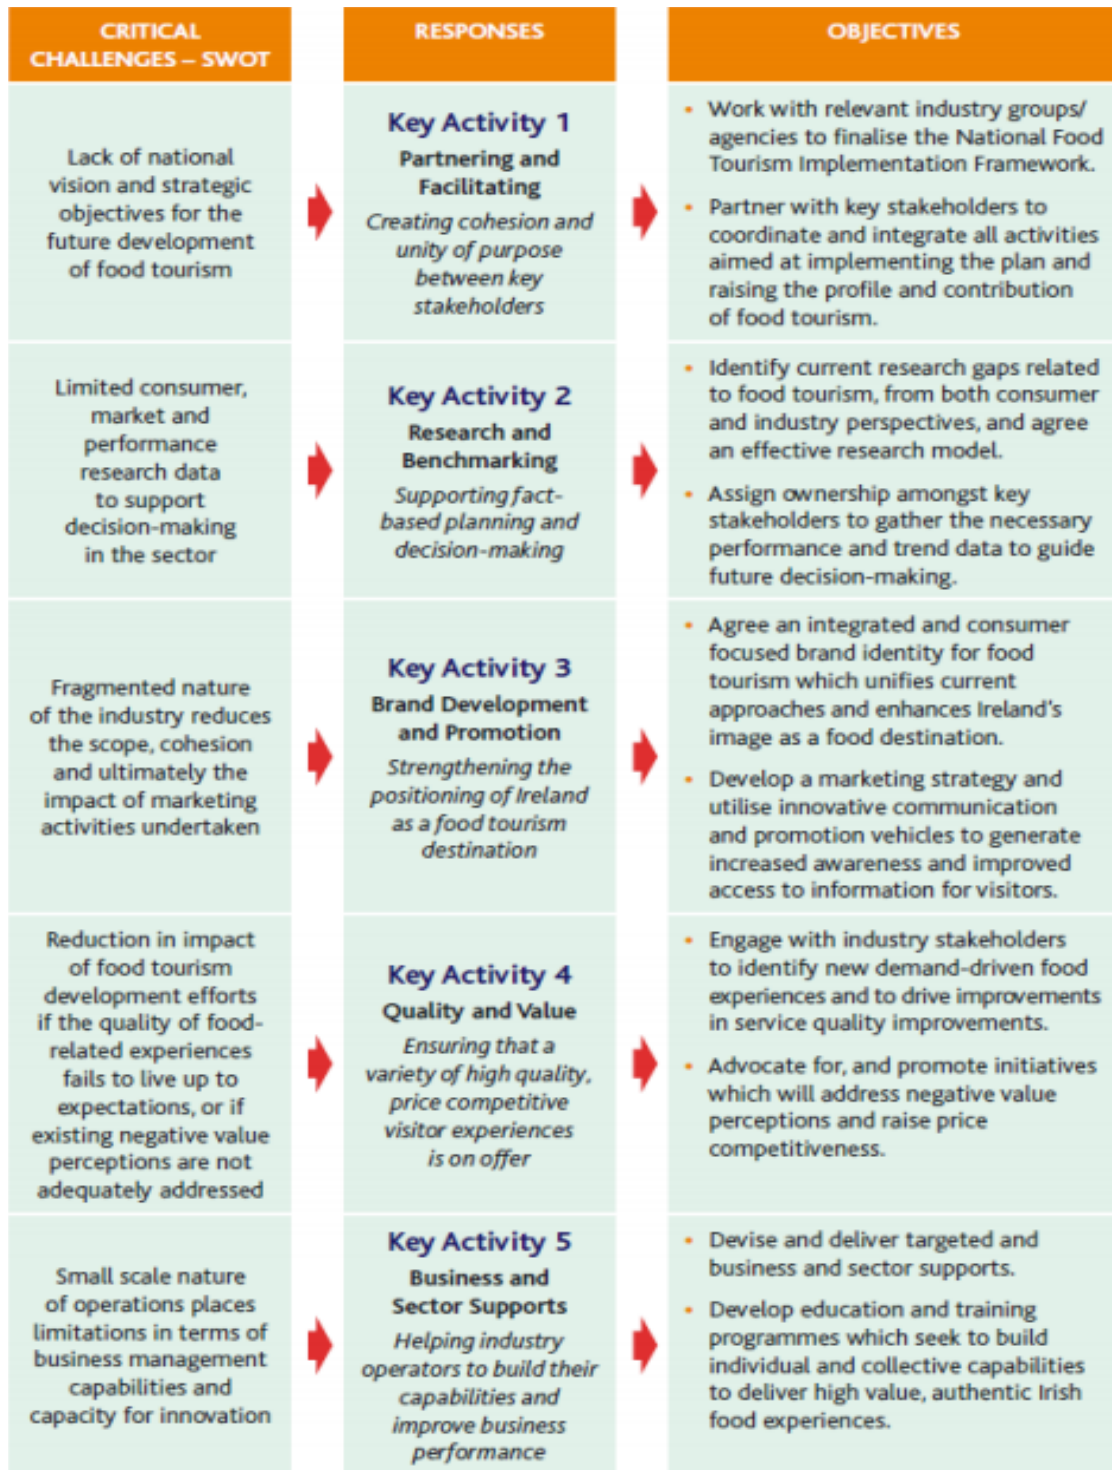 CRITICAL
CHALLENGES – SWOT
RESPONSES
OBJECTIVES
Lack of national
vision and strategic
objectives for the
future development
of food tourism
Key Activity 1
Partnering and
Facilitating
Creating cohesion and
unity of purpose
between key
stakeholders
• Work with relevant industry groups/
agencies to finalise the National Food
Tourism Implementation Framework.
• Partner with key stakeholders to
coordinate and integrate all activities
aimed at implementing the plan and
raising the profile and contribution
of food tourism.
Limited consumer,
market and
performance
research data
to support
decision-making
in the sector
Key Activity 2
Research and
Benchmarking
Supporting fact-
based planning and
decision-making
• Identify current research gaps related
to food tourism, from both consumer
and industry perspectives, and agree
an effective research model.
• Assign ownership amongst key
stakeholders to gather the necessary
performance and trend data to guide
future decision-making.
Fragmented nature
of the industry reduces
the scope, cohesion
and ultimately the
impact of marketing
activities undertaken
Key Activity 3
Brand Development
and Promotion
Strengthening the
positioning of Ireland
as a food tourism
destination
• Agree an integrated and consumer
focused brand identity for food
tourism which unifies current
approaches and enhances Ireland's
image as a food destination.
• Develop a marketing strategy and
utilise innovative communication
and promotion vehicles to generate
increased awareness and improved
access to information for visitors.
Reduction in impact
of food tourism
development efforts
if the quality of food-
related experiences
fails to live up to
expectations, or if
existing negative value
perceptions are not
adequately addressed
Key Activity 4
Quality and Value
Ensuring that a
variety of high quality,
price competitive
visitor experiences
is on offer
• Engage with industry stakeholders
to identify new demand-driven food
experiences and to drive improvements
in service quality improvements.
• Advocate for, and promote initiatives
which will address negative value
perceptions and raise price
competitiveness.
Small scale nature
of operations places
limitations in terms of
business management
capabilities and
capacity for innovation
Key Activity 5
Business and
Sector Supports
Helping industry
operators to build their
capabilities and
improve business
performance
• Devise and deliver targeted and
business and sector supports.
• Develop education and training
programmes which seek to build
individual and collective capabilities
to deliver high value, authentic Irish
food experiences.